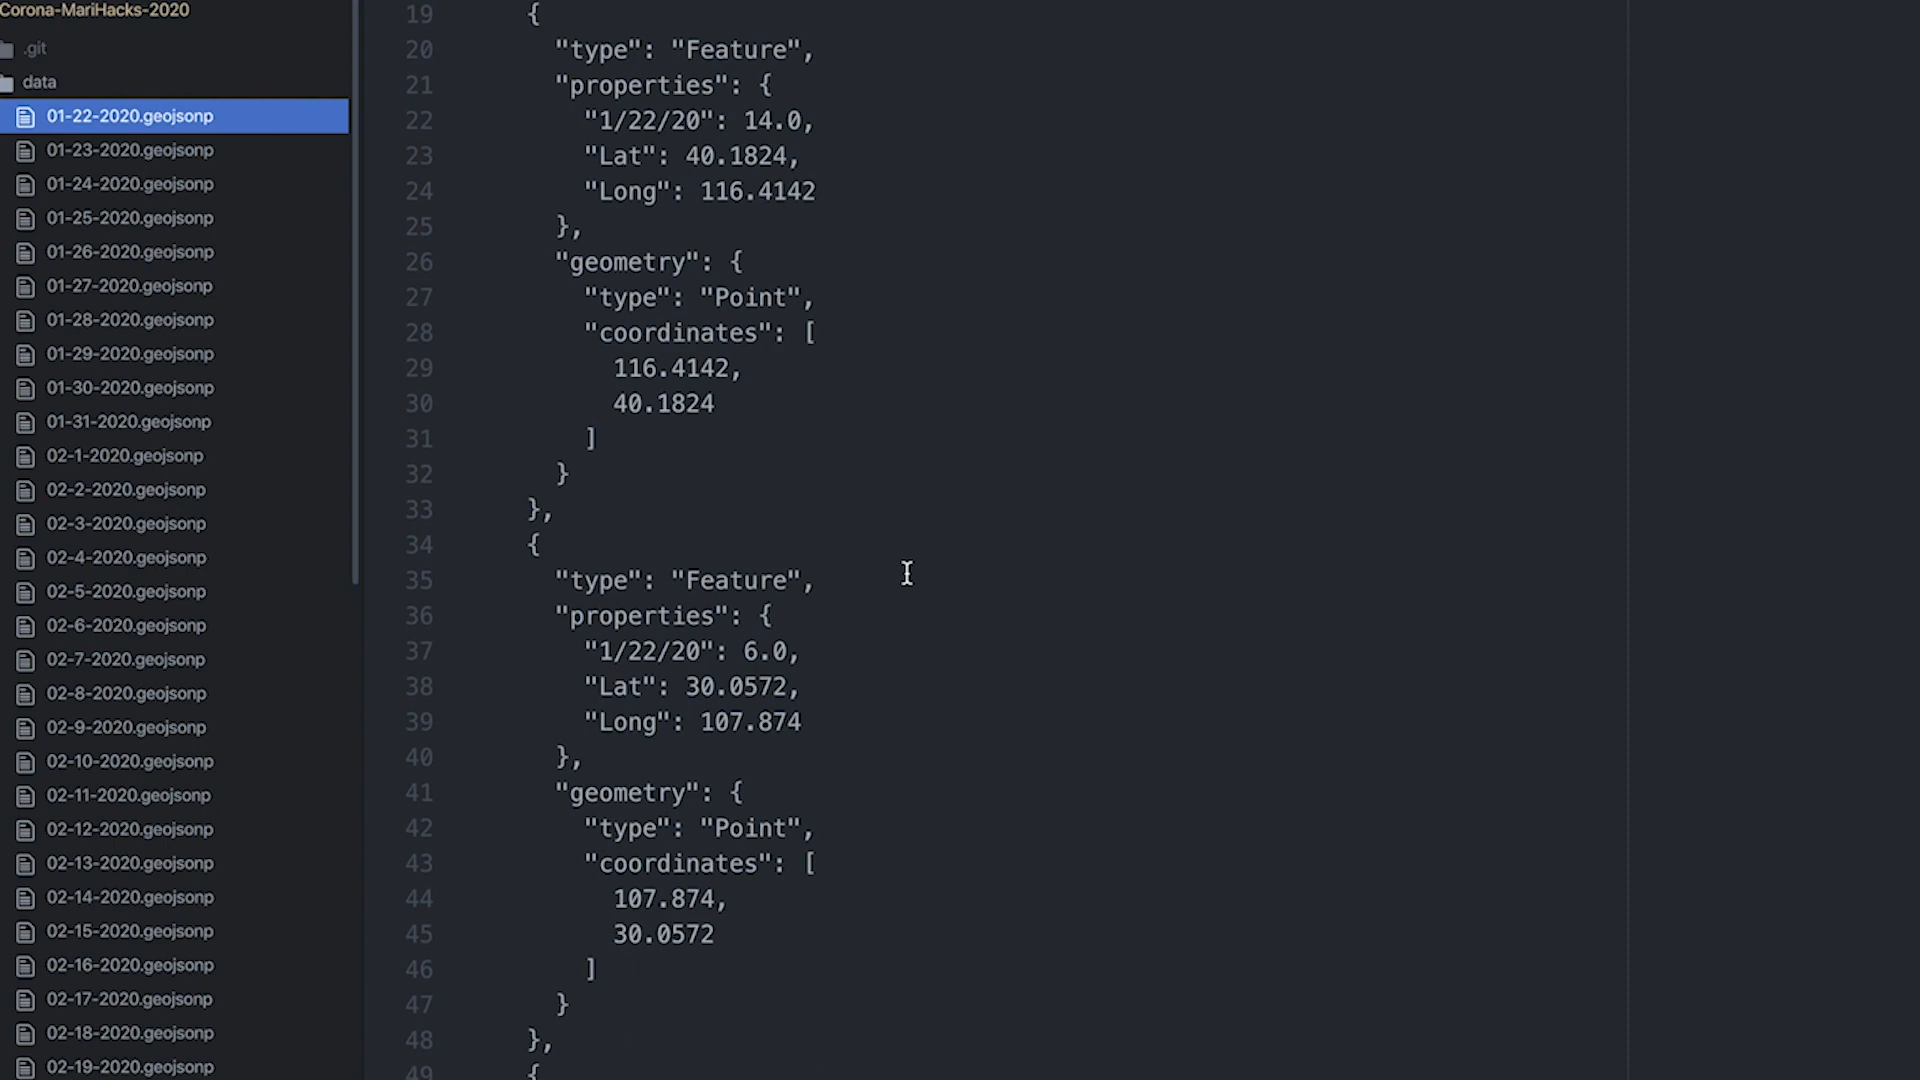 Corona-MariHacks-2020
.git
data
01-22-2020.geojsonp
01-23-2020.geojsonp
01-24-2020.geojsonp
01-25-2020.geojsonp
01-26-2020.geojsonp
01-27-2020.geojsonp
01-28-2020.geojsonp
01-29-2020.geojsonp
01-30-2020.geojsonp
01-31-2020.geojsonp
02-1-2020.geojsonp
02-2-2020.geojsonp
02-3-2020.geojsonp
02-4-2020.geojsonp
02-5-2020.geojsonp
02-6-2020.geojsonp
02-7-2020.geojsonp
02-8-2020.geojsonp
02-9-2020.geojsonp
02-10-2020.geojsonp
02-11-2020.geojsonp
02-12-2020.geojsonp
02-13-2020.geojsonp
02-14-2020.geojsonp
02-15-2020.geojsonp
02-16-2020.geojsonp
02-17-2020.geojsonp
02-18-2020.geojsonp
02-19-2020.geojsonp
19 {
20 "type": "Feature",
21 "properties": {
22 "1/22/20": 14.0,
23 "Lat": 40.1824,
24 "Long": 116.4142
25 },
26 "geometry": {
27 "type": "Point",
28 "coordinates": [
29 116.4142,
30 40.1824
31 ]
32 }
33 },
34 {
35 "type": "Feature",
36 "properties": {
37 "1/22/20": 6.0,
38 "Lat": 30.0572,
39 "Long": 107.874
40 },
41 "geometry": {
42 "type": "Point",
43 "coordinates": [
44 107.874,
45 30.0572
46 ]
47 }
48 },
49 {